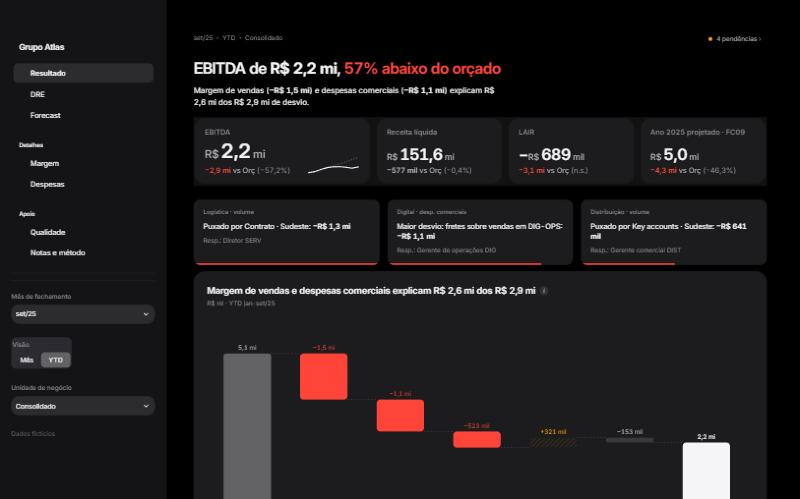 Grupo Atlas
Resultado
DRE
Forecast
Detalhes
Margem
Despesas
Apoio
Qualidade
Notas e método
Mês de fechamento
set/25
Visão
Mês YTD
Unidade de negócio
Consolidado
Dados fictícios
set/25 · YTD · Consolidado
4 pendências ›
EBITDA de R$ 2,2 mi, 57% abaixo do orçado
Margem de vendas (−R$ 1,5 mi) e despesas comerciais (−R$ 1,1 mi) explicam R$
2,6 mi dos R$ 2,9 mi de desvio.
EBITDA
R$ 2,2 mi
−2,9 mi vs Orç (−57,2%)
Receita líquida
R$ 151,6 mi
−577 mil vs Orç (−0,4%)
LAIR
−R$ 689 mil
−3,1 mi vs Orç (n.s.)
Ano 2025 projetado · FC09
R$ 5,0 mi
−4,3 mi vs Orç (−46,3%)
Logística · volume
Puxado por Contrato · Sudeste: −R$ 1,3 mi
Resp.: Diretor SERV
Digital · desp. comerciais
Maior desvio: fretes sobre vendas em DIG-OPS:
−R$ 1,1 mi
Resp.: Gerente de operações DIG
Distribuição · volume
Puxado por Key accounts · Sudeste: −R$ 641
mil
Resp.: Gerente comercial DIST
Margem de vendas e despesas comerciais explicam R$ 2,6 mi dos R$ 2,9 mi i
R$ mi · YTD jan-set/25
5,1 mi
−1,5 mi
−1,1 mi
−523 mil
+321 mil
−153 mil
2,2 mi